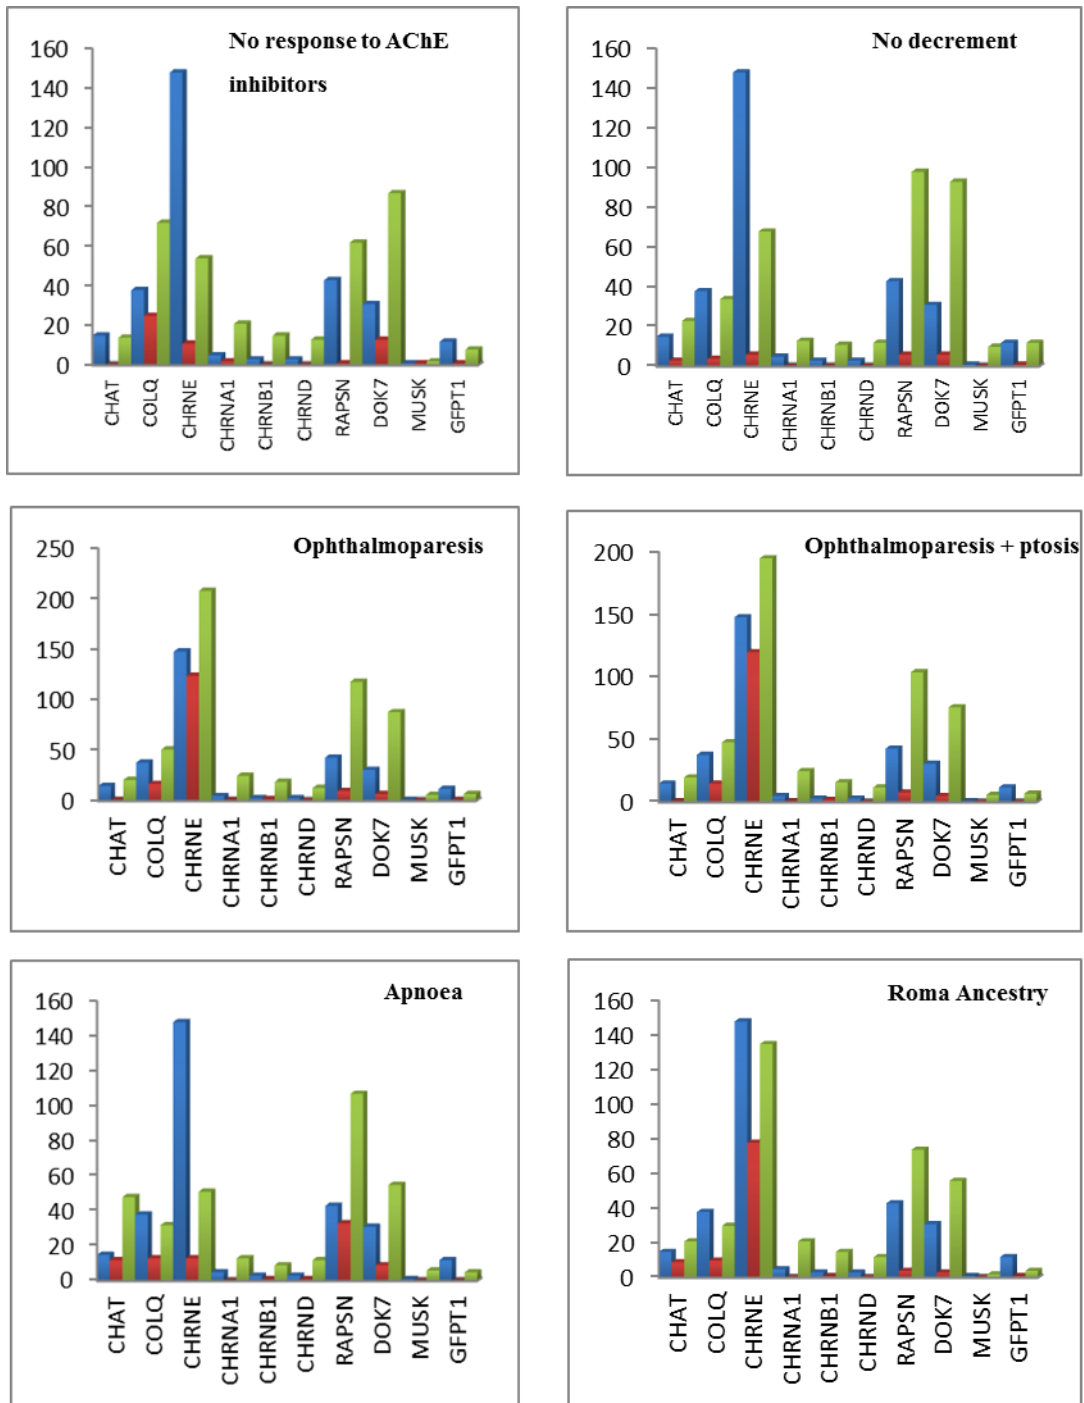 No response to AChE
inhibitors
160
140
120
100
80
60
40
20
0
CHAT
COLQ
CHRNE
CHRNA1
CHRNB1
CHRND
RAPSN
DOK7
MUSK
GFPT1
No decrement
160
140
120
100
80
60
40
20
0
CHAT
COLQ
CHRNE
CHRNA1
CHRNB1
CHRND
RAPSN
DOK7
MUSK
GFPT1
Ophthalmoparesis
250
200
150
100
50
0
CHAT
COLQ
CHRNE
CHRNA1
CHRNB1
CHRND
RAPSN
DOK7
MUSK
GFPT1
Ophthalmoparesis + ptosis
200
150
100
50
0
CHAT
COLQ
CHRNE
CHRNA1
CHRNB1
CHRND
RAPSN
DOK7
MUSK
GFPT1
Apnoea
160
140
120
100
80
60
40
20
0
CHAT
COLQ
CHRNE
CHRNA1
CHRNB1
CHRND
RAPSN
DOK7
MUSK
GFPT1
Roma Ancestry
160
140
120
100
80
60
40
20
0
CHAT
COLQ
CHRNE
CHRNA1
CHRNB1
CHRND
RAPSN
DOK7
MUSK
GFPT1